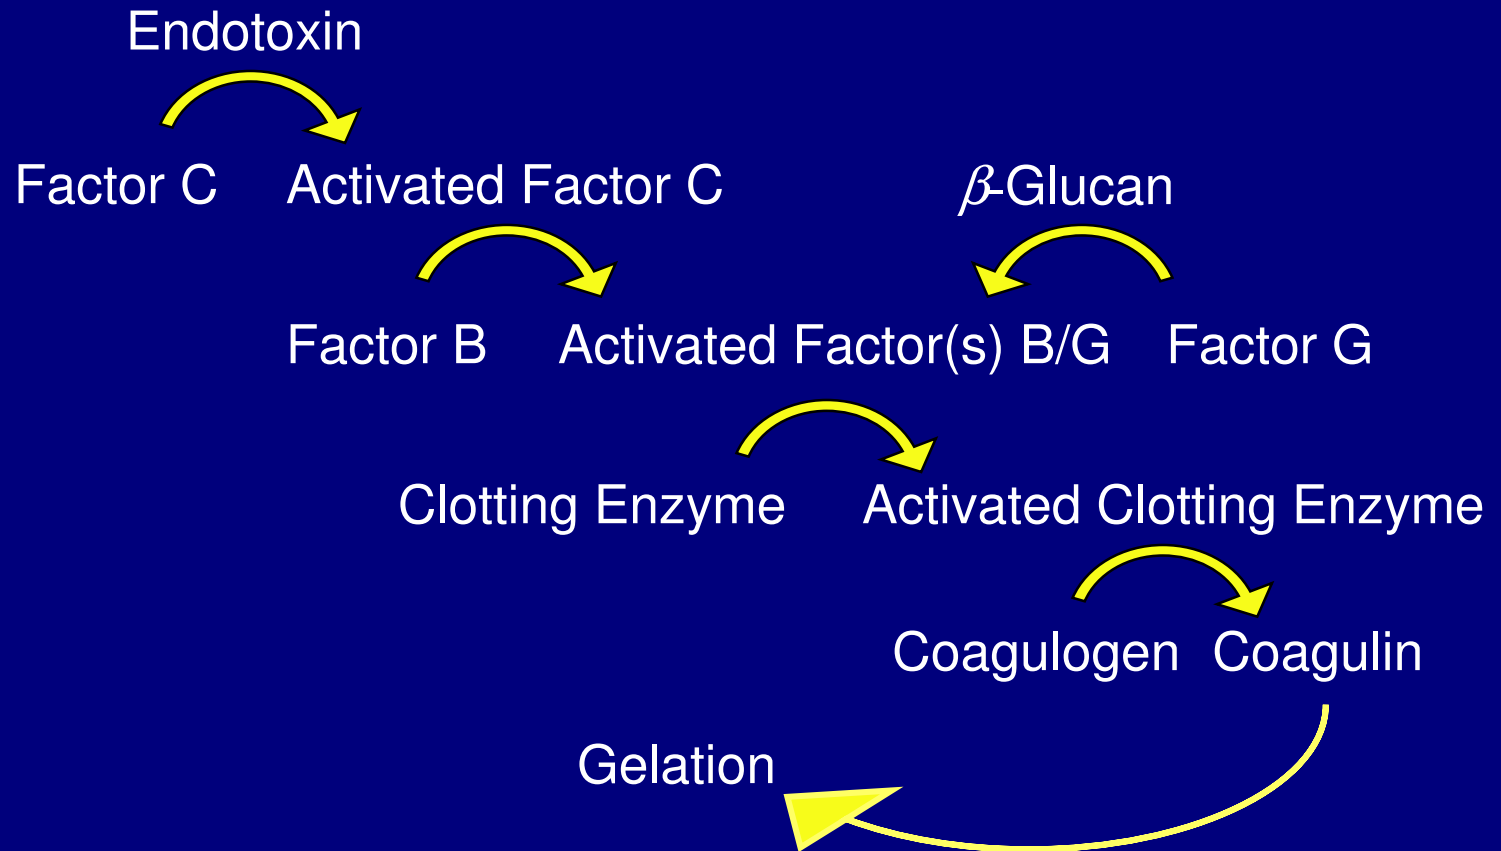 Endotoxin
Factor C Activated Factor C β-Glucan
Factor B Activated Factor(s) B/G Factor G
Clotting Enzyme Activated Clotting Enzyme
Coagulogen Coagulin
Gelation